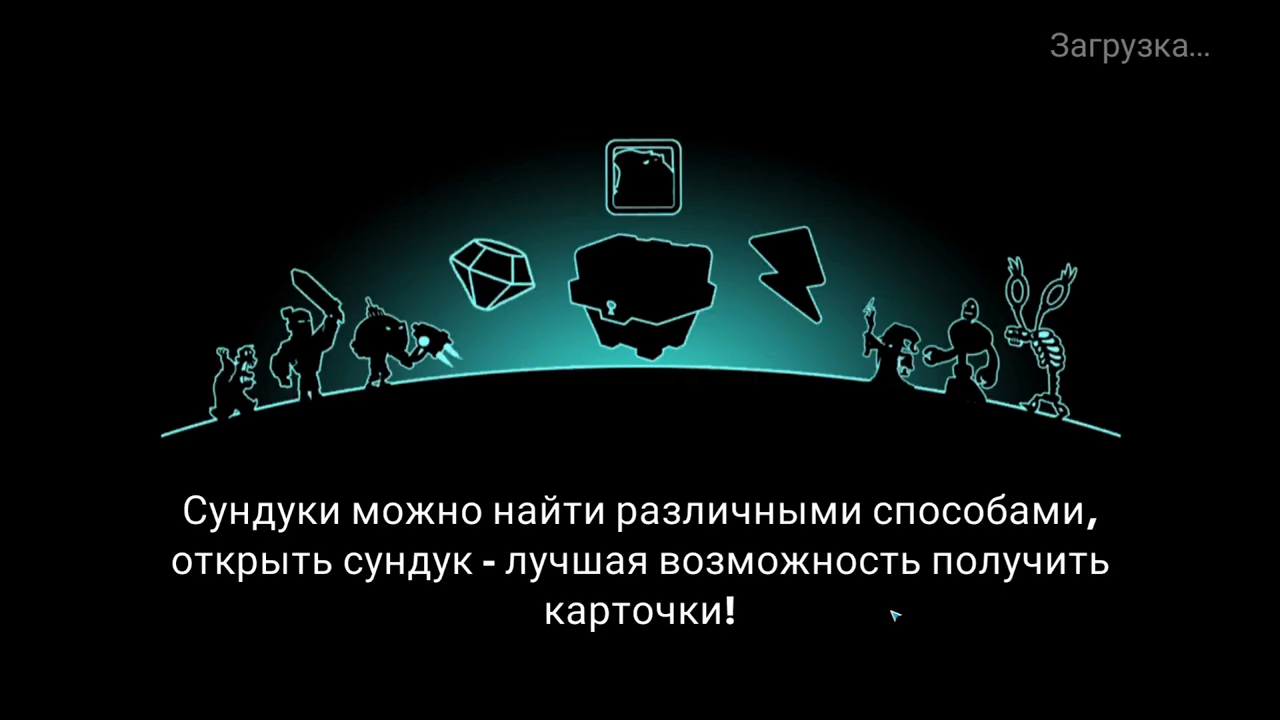 Загрузка...
Сундуки можно найти различными способами,
открыть сундук - лучшая возможность получить
карточки!